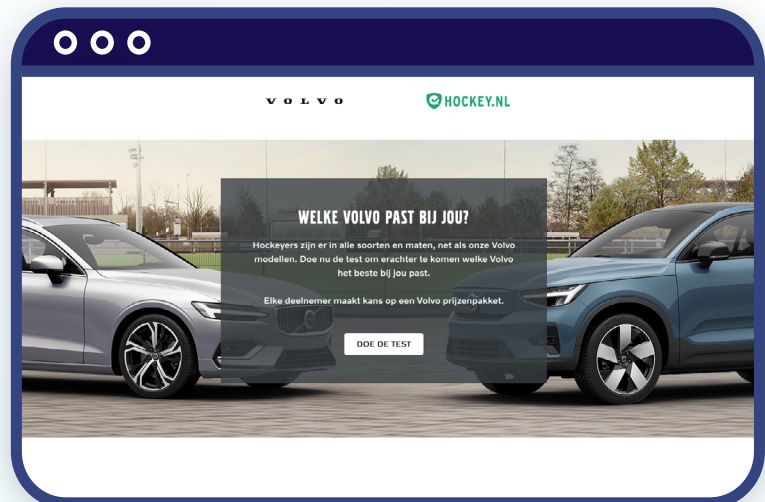 VOLVO
HOCKEY.NL
WELKE VOLVO PAST BIJ JOU?
Hockeyers zijn er in alle soorten en maten, net als onze Volvo
modellen. Doe nu de test om erachter te komen welke Volvo
het beste bij jou past.
Elke deelnemer maakt kans op een Volvo prijzenpakket.
DOE DE TEST